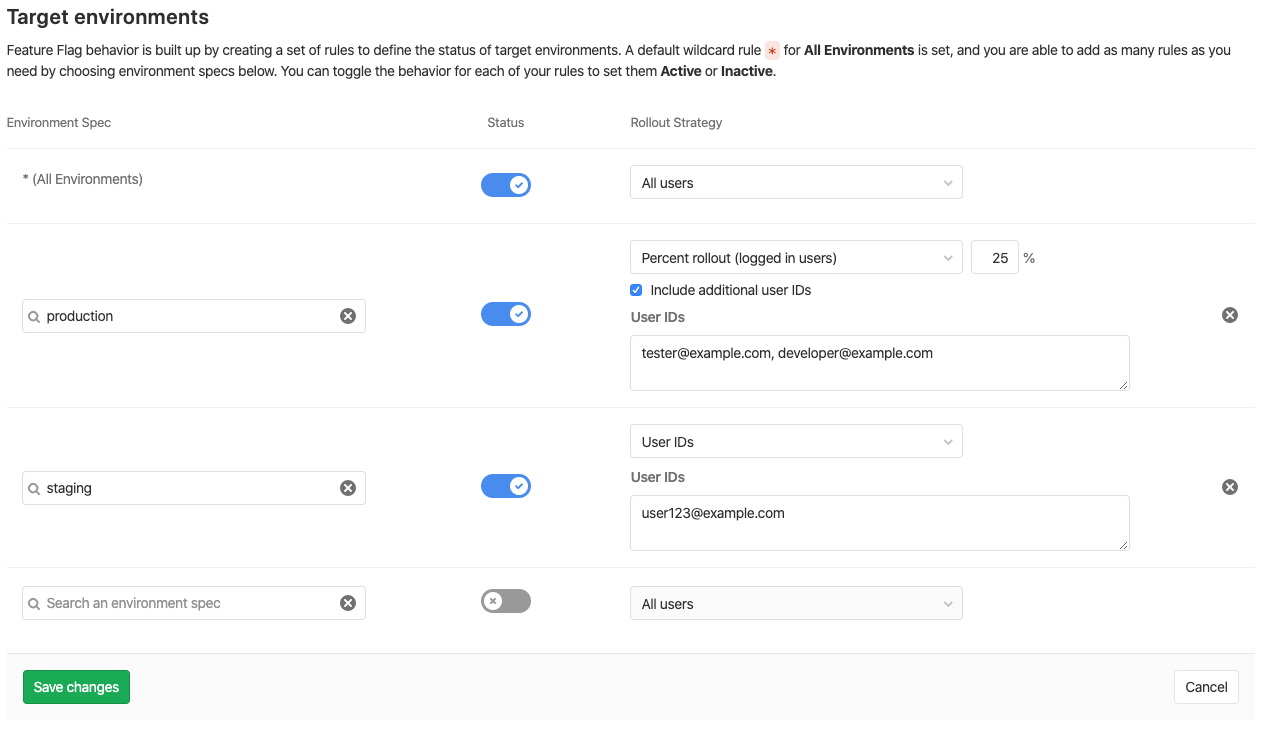 Target environments
Feature Flag behavior is built up by creating a set of rules to define the status of target environments. A default wildcard rule * for All Environments is set, and you are able to add as many rules as you
need by choosing environment specs below. You can toggle the behavior for each of your rules to set them Active or Inactive.
Environment Spec Status Rollout Strategy
* (All Environments) All users
Percent rollout (logged in users) 25 %
Include additional user IDs
production
User IDs
tester@example.com, developer@example.com
User IDs
User IDs
staging
user123@example.com
Search an environment spec All users
Save changes Cancel